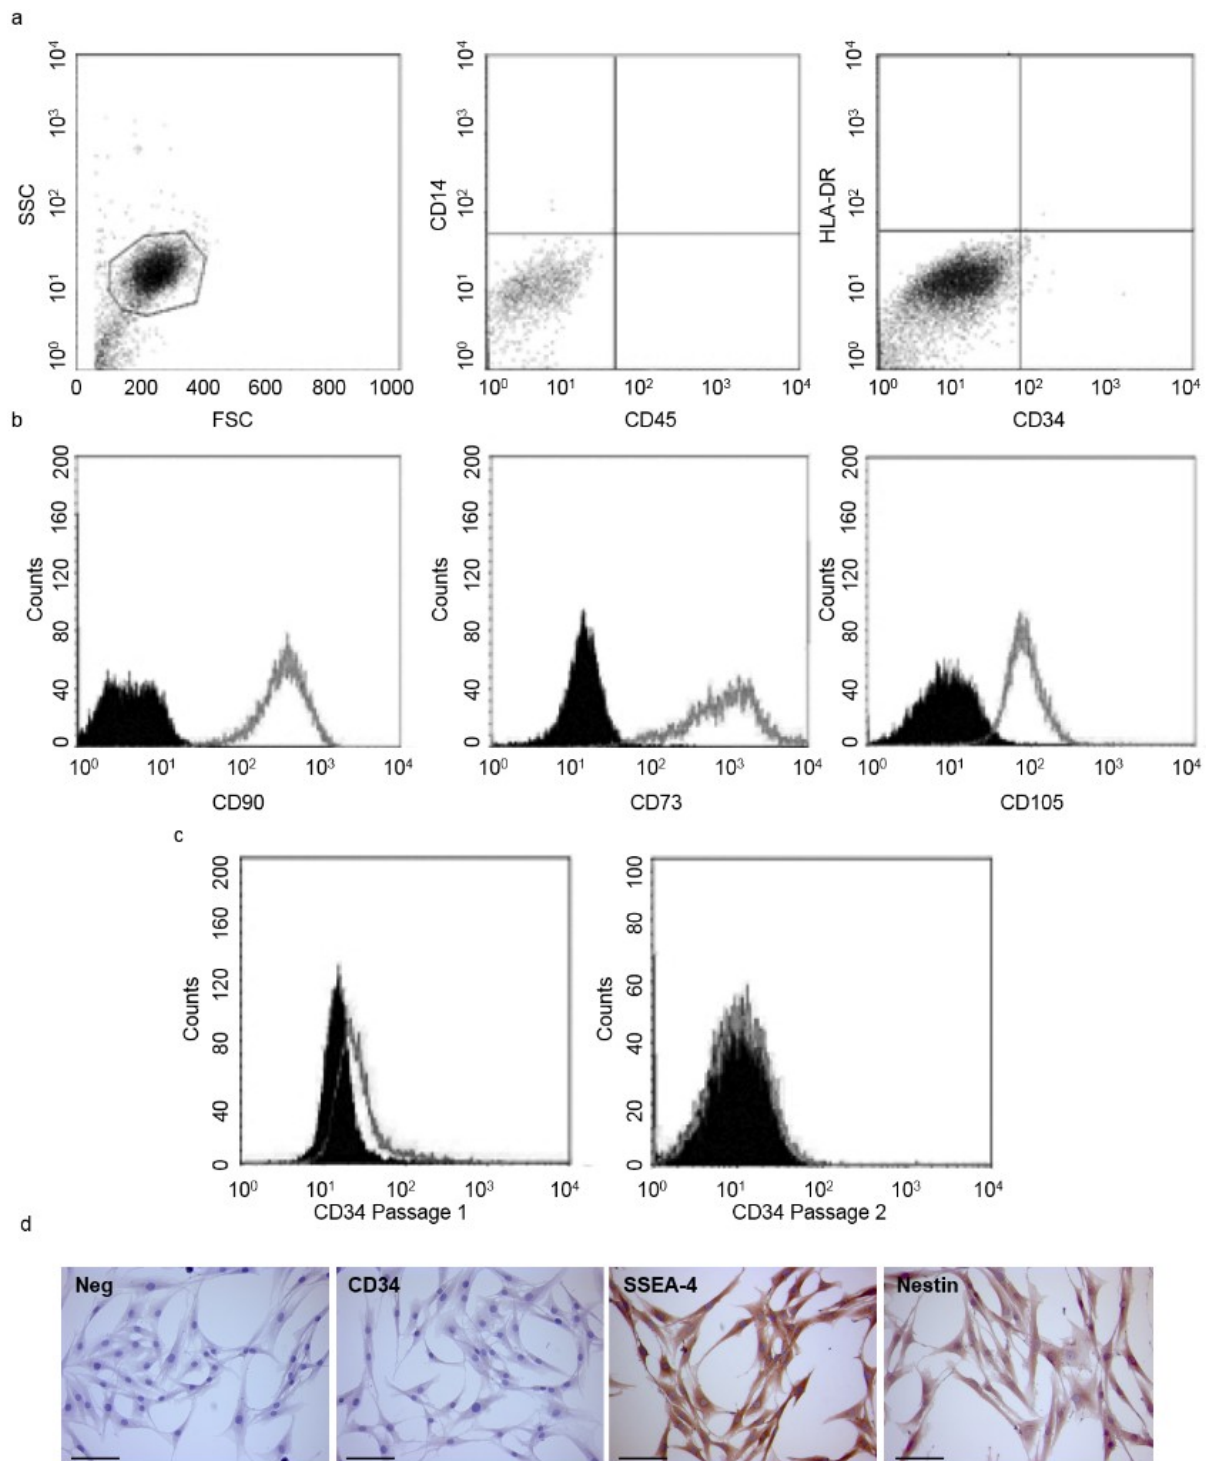 a
SSC
10⁴
10³
10²
10¹
10⁰
0 200 400 600 800 1000
FSC
CD14
10⁴
10³
10²
10¹
10⁰
10⁰ 10¹ 10² 10³ 10⁴
CD45
HLA-DR
10⁴
10³
10²
10¹
10⁰
10⁰ 10¹ 10² 10³ 10⁴
CD34
b
Counts
200
160
120
80
40
0
10⁰ 10¹ 10² 10³ 10⁴
CD90
Counts
200
160
120
80
40
0
10⁰ 10¹ 10² 10³ 10⁴
CD73
Counts
200
160
120
80
40
0
10⁰ 10¹ 10² 10³ 10⁴
CD105
c
Counts
200
160
120
80
40
0
10⁰ 10¹ 10² 10³ 10⁴
CD34 Passage 1
Counts
100
80
60
40
20
0
10⁰ 10¹ 10² 10³ 10⁴
CD34 Passage 2
d
Neg
CD34
SSEA-4
Nestin